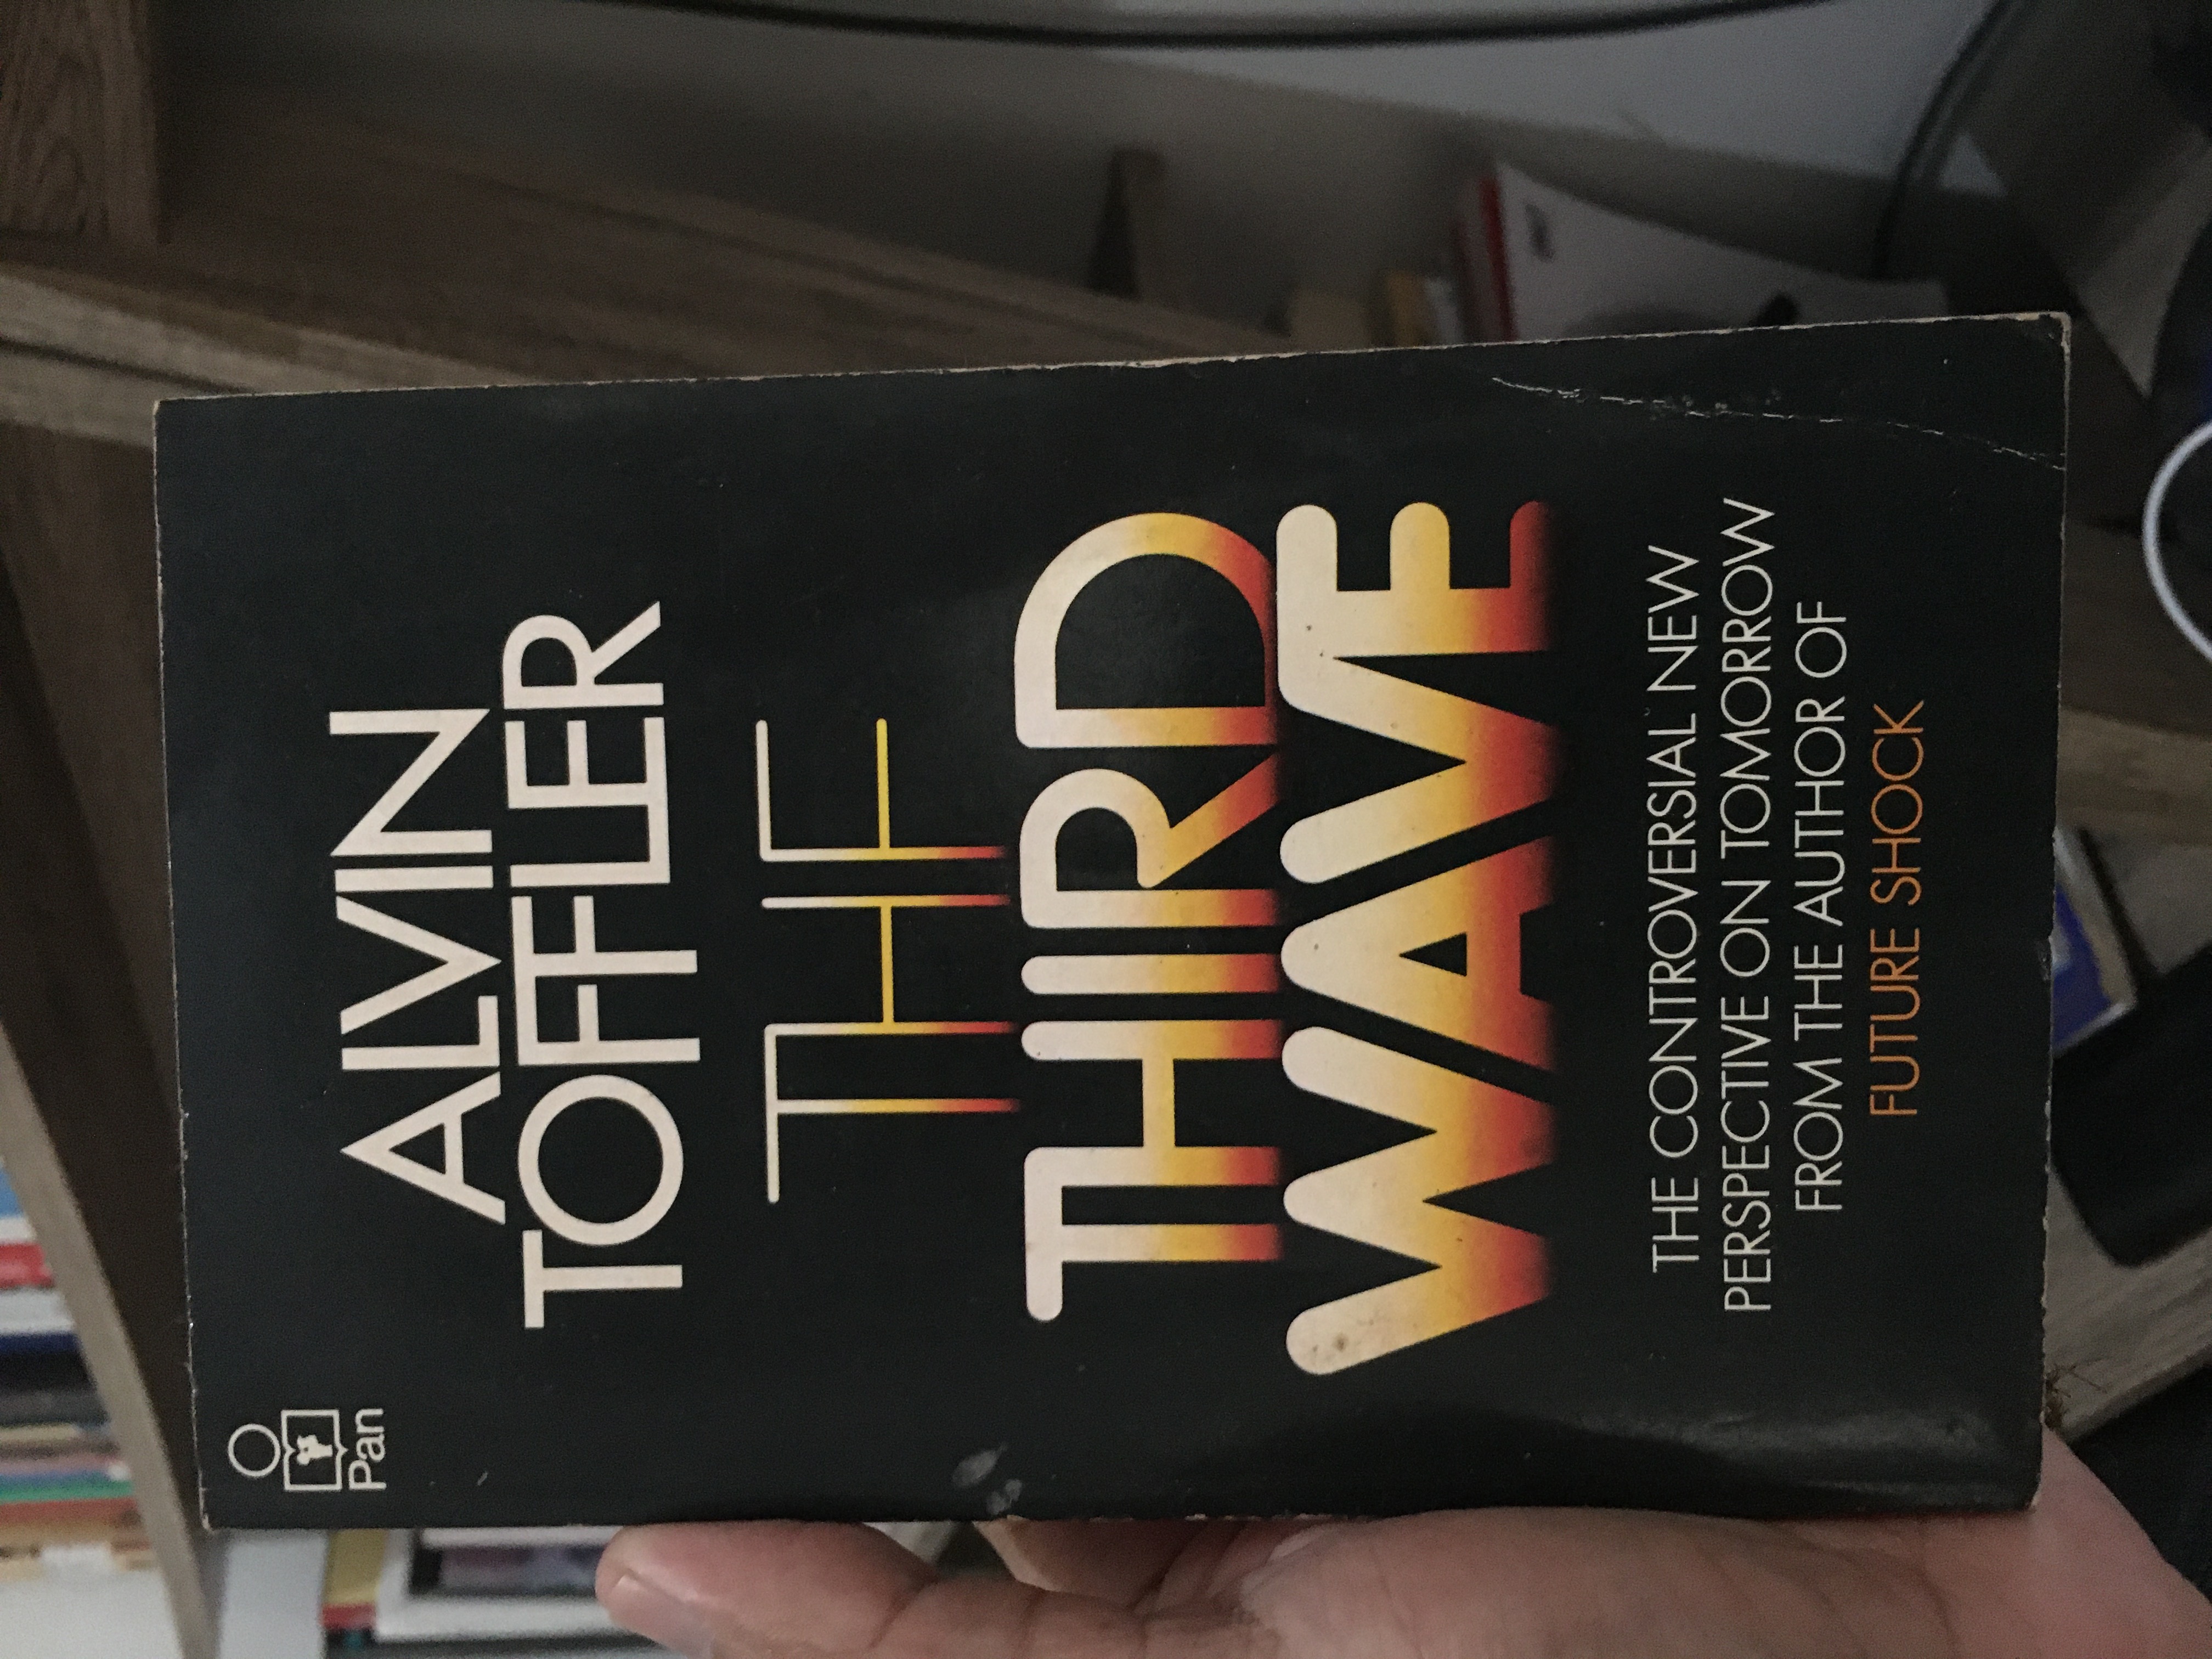 Pan
ALVIN
TOFFLER
THE
THIRD
WAVE
THE CONTROVERSIAL NEW
PERSPECTIVE ON TOMORROW
FROM THE AUTHOR OF
FUTURE SHOCK